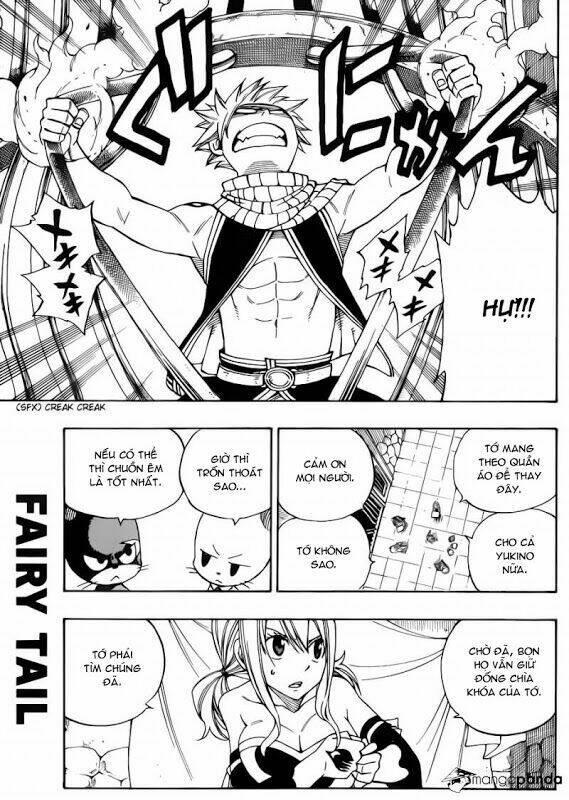 ぐ
にゃん
メキ
メキ
メキ
メキ
HỰ!!!
(SFX) CREAK CREAK
TỚ MANG
THEO QUẦN
ÁO ĐỂ THAY
ĐÂY.
CHO CẢ
YUKINO
NỮA.
CẢM ƠN
MỌI NGƯỜI.
TỚ KHÔNG
SAO.
GIỜ THÌ
TRỐN THOÁT
SAO...
NẾU CÓ THỂ
THÌ CHUỒN ÊM
LÀ TỐT NHẤT.
CHỜ ĐÃ, BỌN
HỌ VẪN GIỮ
ĐỐNG CHÌA
KHÓA CỦA TỚ.
TỚ PHẢI
TÌM CHÚNG
ĐÃ.
FAIRY TAIL
mangapanda